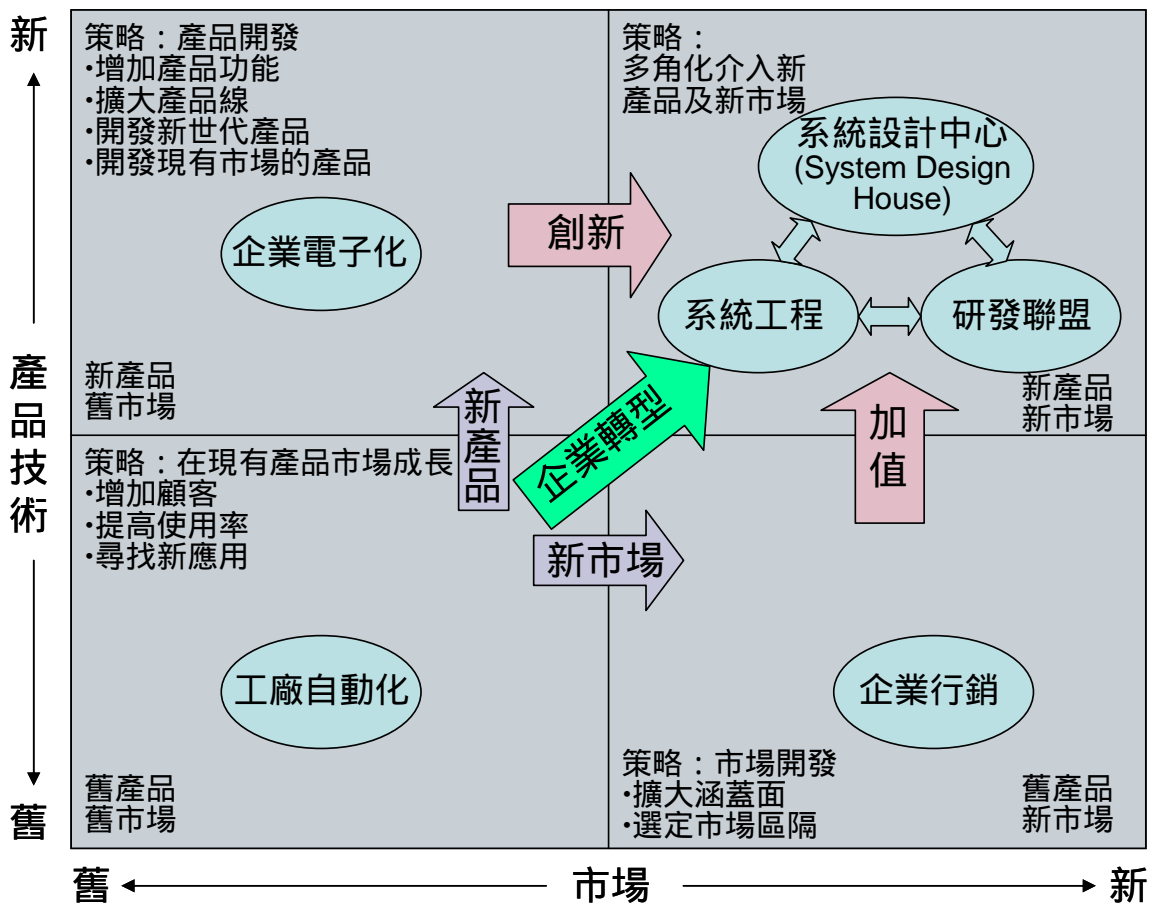 新
產
品
技
術
舊
策略：產品開發
•增加產品功能
•擴大產品線
•開發新世代產品
•開發現有市場的產品
企業電子化
新產品
舊市場
創新
策略：
多角化介入新
產品及新市場
系統設計中心
(System Design
House)
系統工程
研發聯盟
新產品
新市場
新
產
品
企業轉型
加
值
新市場
策略：在現有產品市場成長
•增加顧客
•提高使用率
•尋找新應用
工廠自動化
舊產品
舊市場
企業行銷
策略：市場開發
•擴大涵蓋面
•選定市場區隔
舊產品
新市場
舊
市場
新